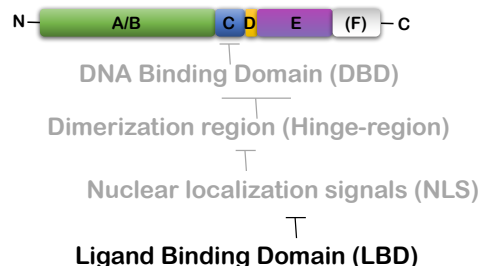 N A/B C D E (F) C
DNA Binding Domain (DBD)
Dimerization region (Hinge-region)
Nuclear localization signals (NLS)
Ligand Binding Domain (LBD)